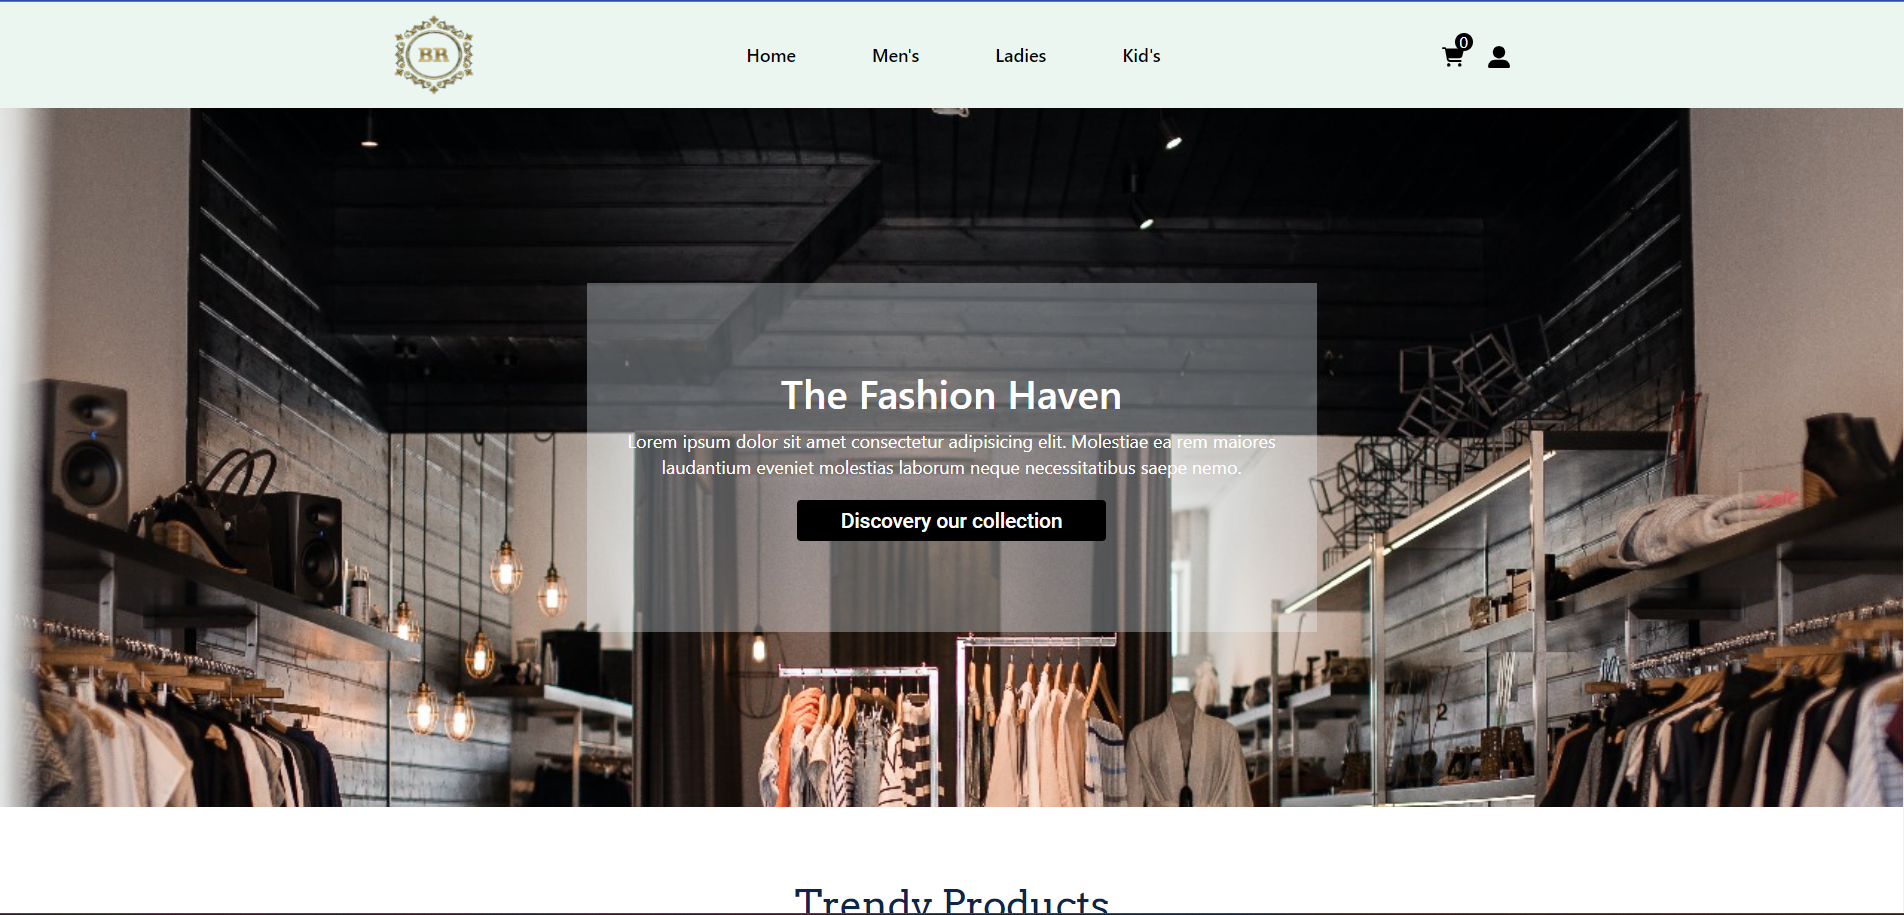 BR
Home Men's Ladies Kid's
0
The Fashion Haven
Lorem ipsum dolor sit amet consectetur adipisicing elit. Molestiae ea rem maiores
laudantium eveniet molestias laborum neque necessitatibus saepe nemo.
Discovery our collection
sale
Trendy Products